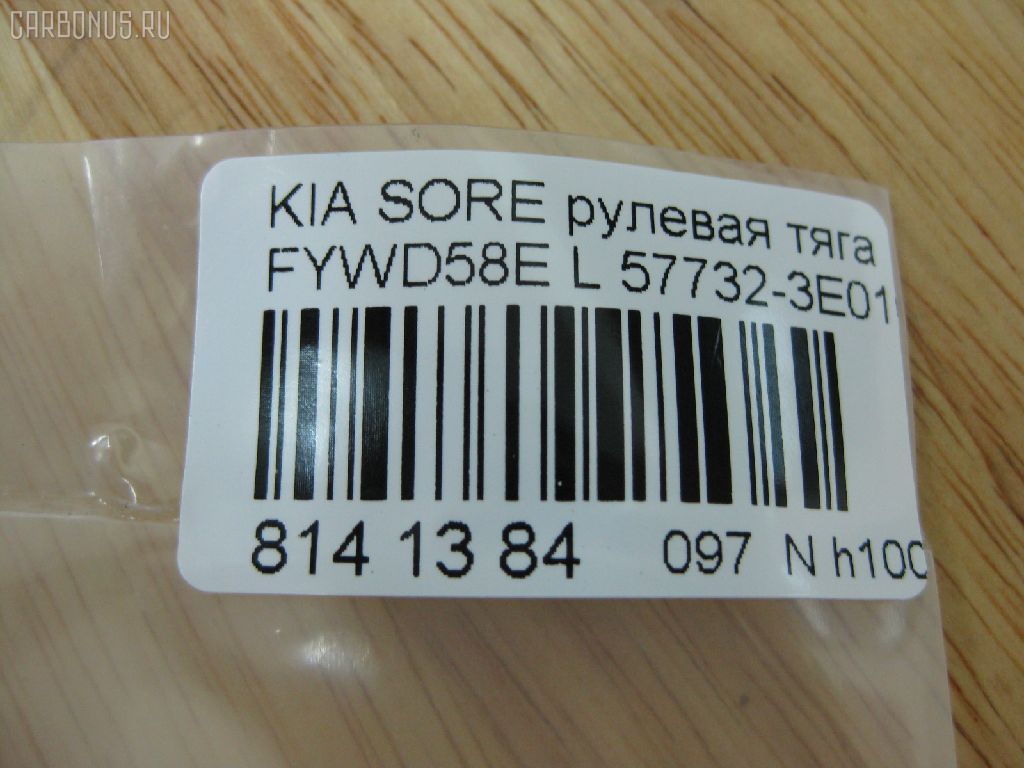 CARBONUS.RU
KIA SORE рулевая тяга
FYWD58E L 57732-3E01
814 13 84 097 N h100